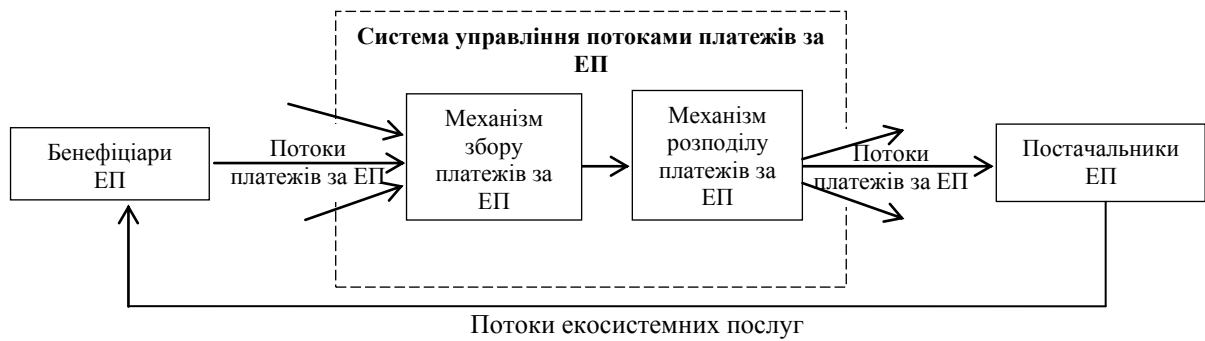 Система управління потоками платежів за
ЕП
Бенефіціари
ЕП
Потоки
платежів за ЕП
Механізм
збору
платежів за
ЕП
Механізм
розподілу
платежів за
ЕП
Потоки
платежів за ЕП
Постачальники
ЕП
Потоки екосистемних послуг